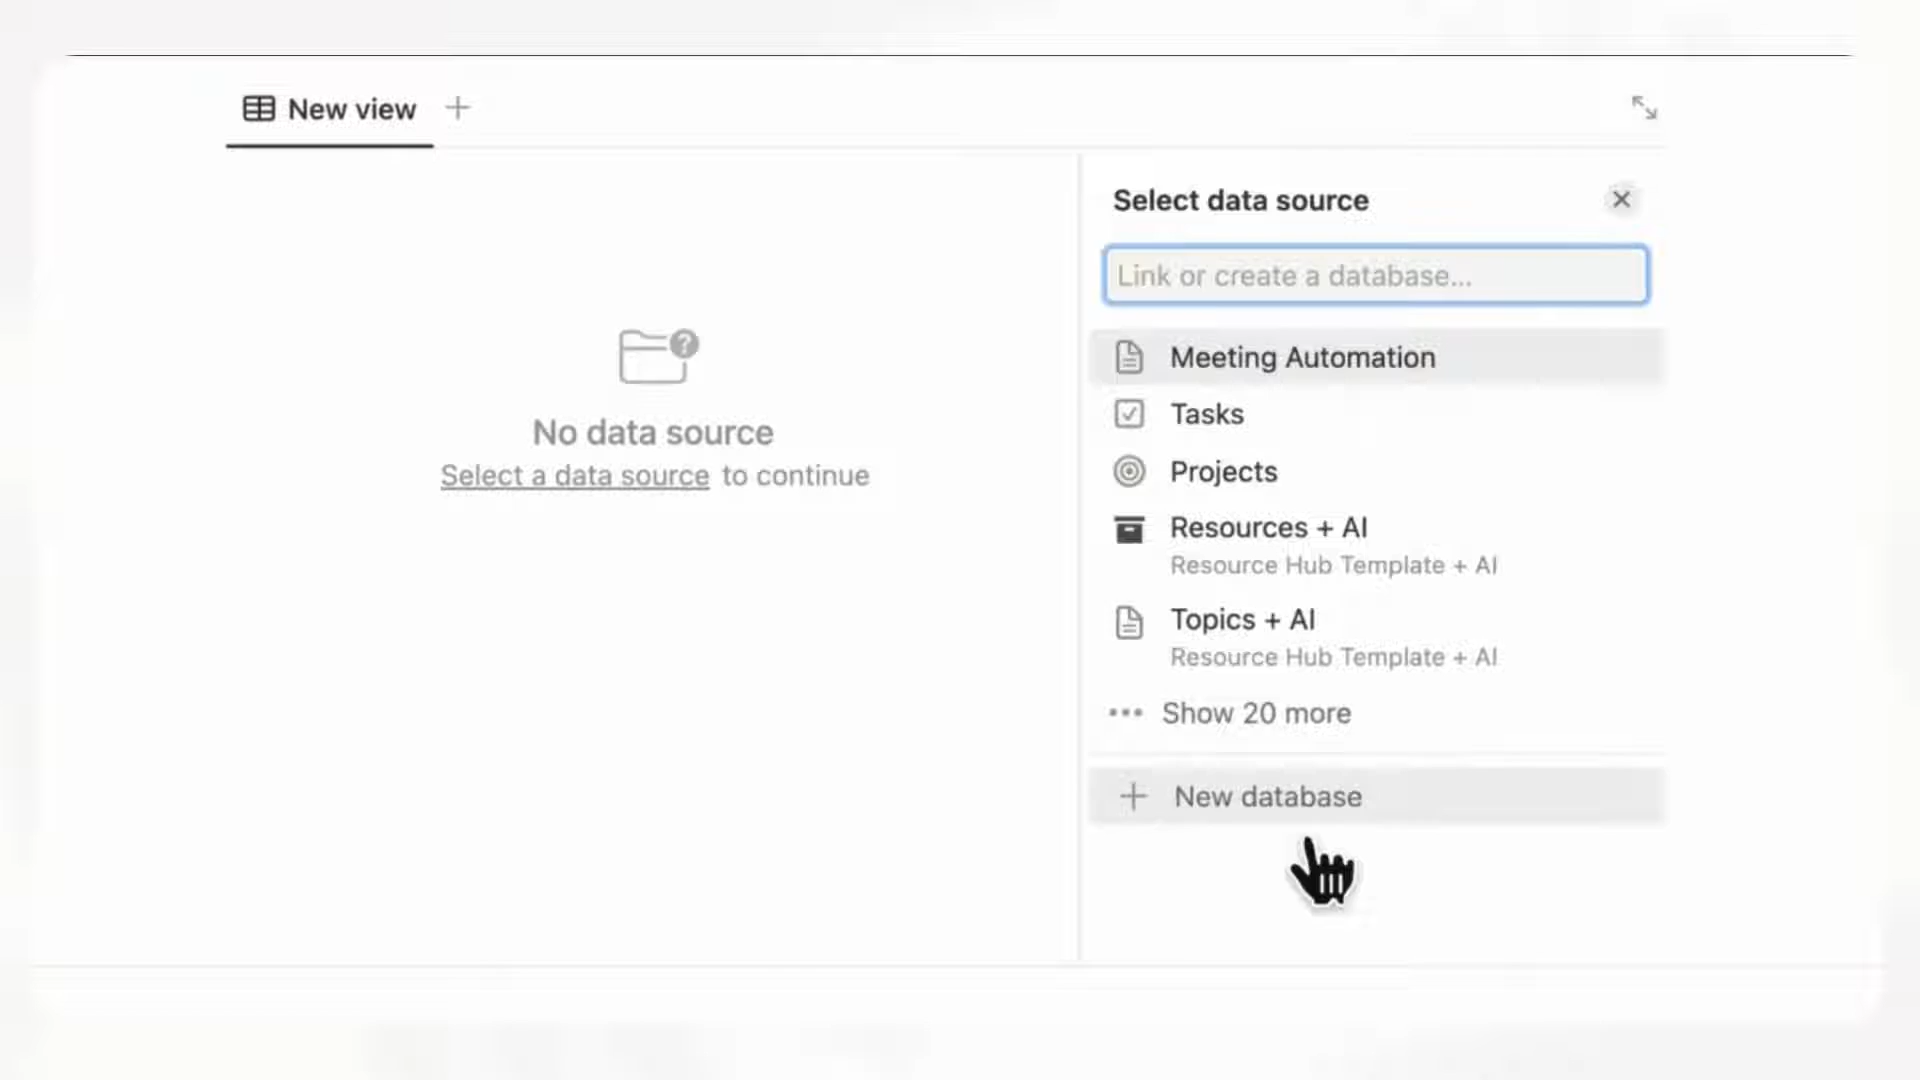 New view
Select data source
Link or create a database...
No data source
Select a data source to continue
Meeting Automation
Tasks
Projects
Resources + AI
Resource Hub Template + AI
Topics + AI
Resource Hub Template + AI
Show 20 more
New database